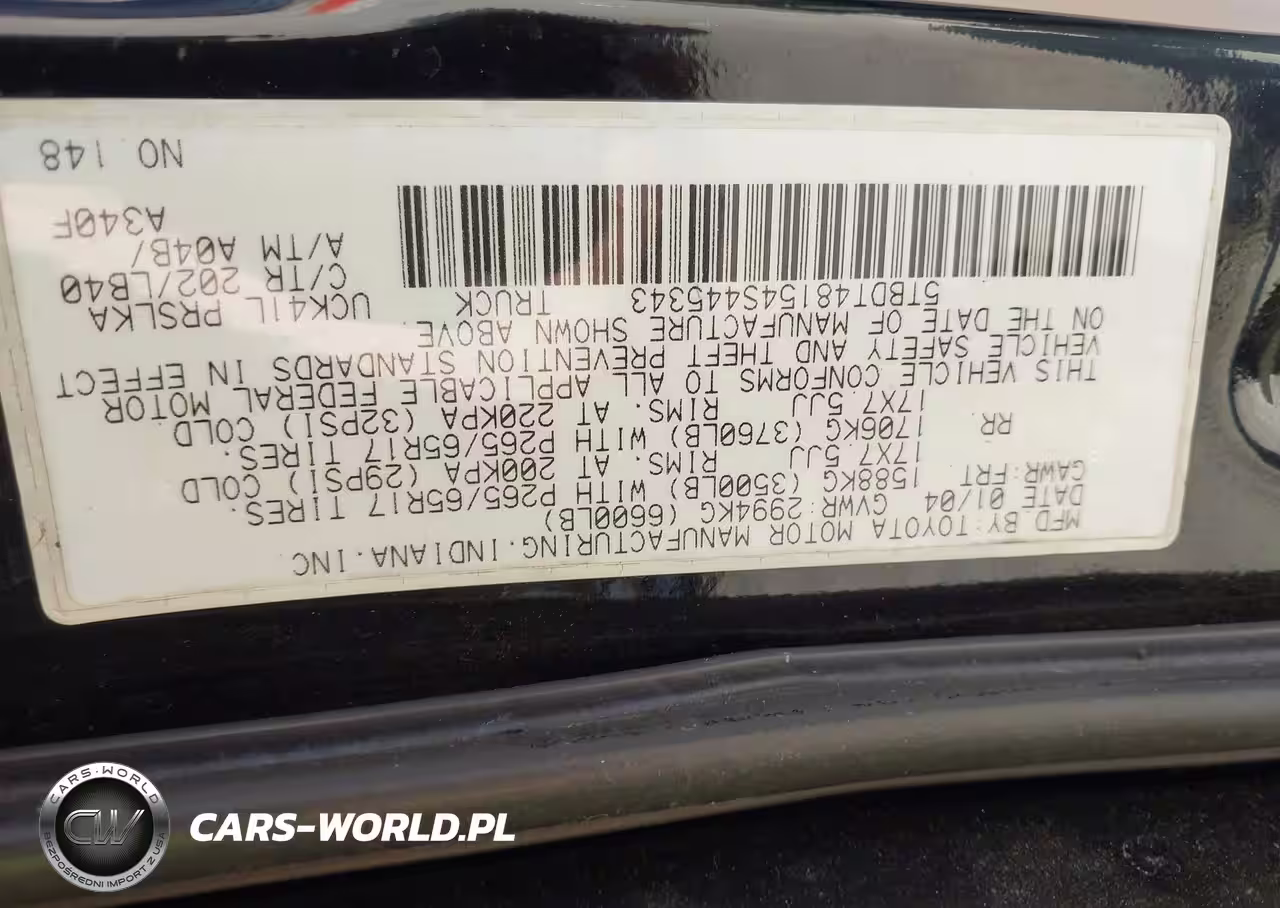 MFD BY:TOYOTA MOTOR MANUFACTURING.INDIANA.INC
DATE 01/04 GVWR:2994KG (6600LB)
GAWR:FRT 1588KG (3500LB) WITH P265/65R17 TIRES.
17X7.5JJ RIMS. AT 200KPA (29PSI) COLD
RR 1706KG (3760LB) WITH P265/65R17 TIRES.
17X7.5JJ RIMS. AT 220KPA (32PSI) COLD
THIS VEHICLE CONFORMS TO ALL APPLICABLE FEDERAL MOTOR
VEHICLE SAFETY AND THEFT PREVENTION STANDARDS IN EFFECT
ON THE DATE OF MANUFACTURE SHOWN ABOVE.
5TBDT48154S445343 TRUCK
UCK41L PRSLKA
C/TR 202/LB40
A/TM A04B/
A340F
NO 148
CARS-WORLD
CW
BEZPOŚREDNI IMPORT Z USA
CARS-WORLD.PL